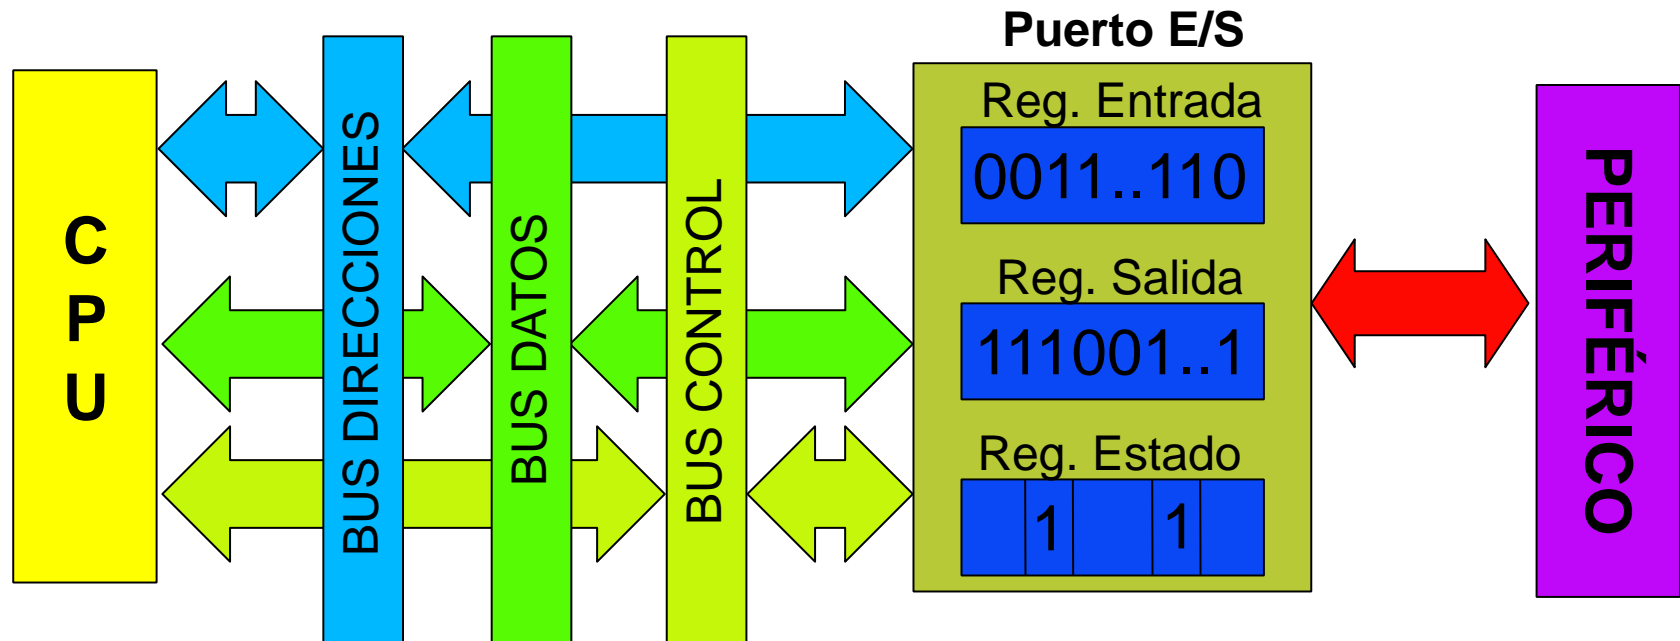 Puerto E/S
CPU
BUS DIRECCIONES
BUS DATOS
BUS CONTROL
Reg. Entrada
0011..110
Reg. Salida
111001..1
Reg. Estado
1 1
PERIFÉRICO